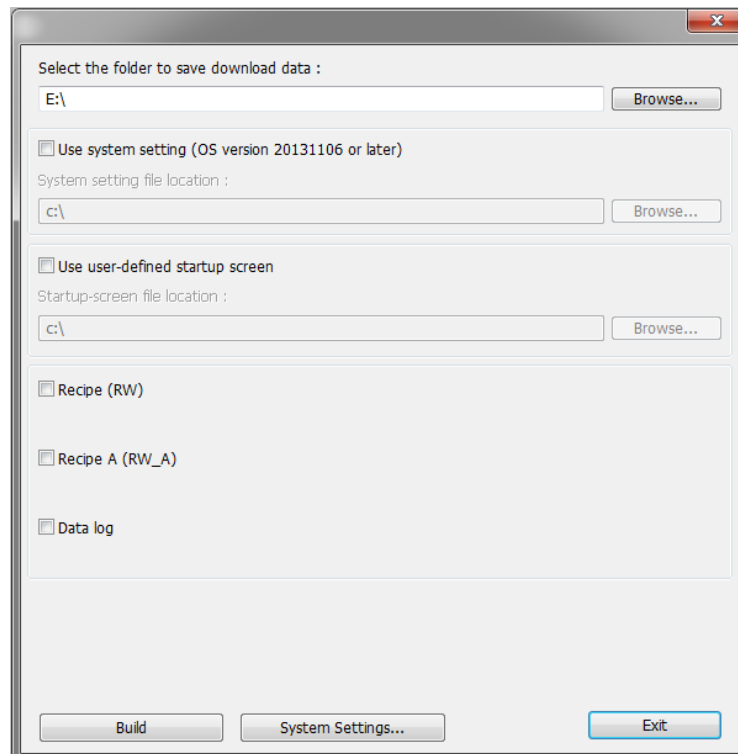 Select the folder to save download data :
E:\
Browse...
Use system setting (OS version 20131106 or later)
System setting file location :
c:\
Browse...
Use user-defined startup screen
Startup-screen file location :
c:\
Browse...
Recipe (RW)
Recipe A (RW_A)
Data log
Build
System Settings...
Exit